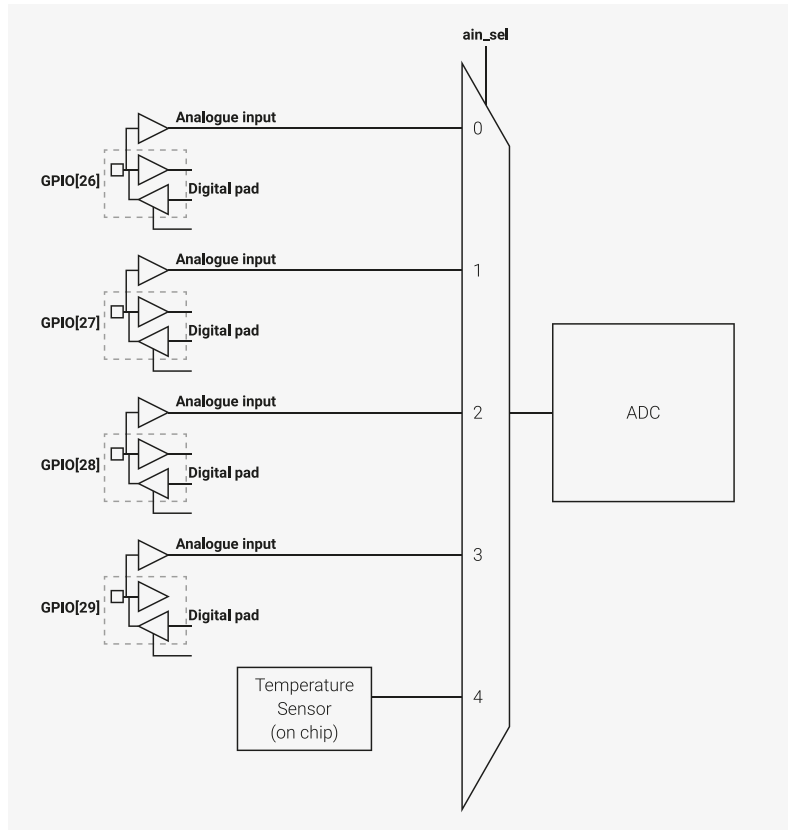 ain_sel
Analogue input
0
GPIO[26]
Digital pad
Analogue input
1
GPIO[27]
Digital pad
Analogue input
2
ADC
GPIO[28]
Digital pad
Analogue input
3
GPIO[29]
Digital pad
Temperature
Sensor
(on chip)
4